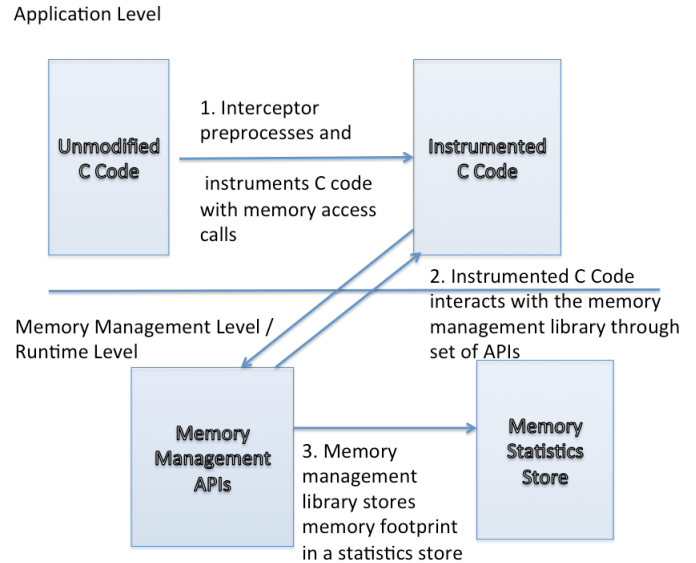 Application Level
Unmodified
C Code
1. Interceptor
preprocesses and
instruments C code
with memory access
calls
Instrumented
C Code
2. Instrumented C Code
interacts with the memory
management library through
set of APIs
Memory Management Level /
Runtime Level
Memory
Management
APIs
3. Memory
management
library stores
memory footprint
in a statistics store
Memory
Statistics
Store